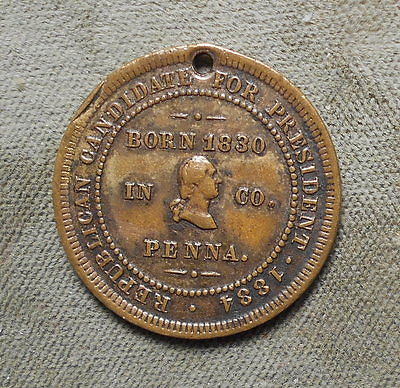 REPUBLICAN CANDIDATE FOR PRESIDENT · 1884 ·
BORN 1830
IN CO.
PENNA.